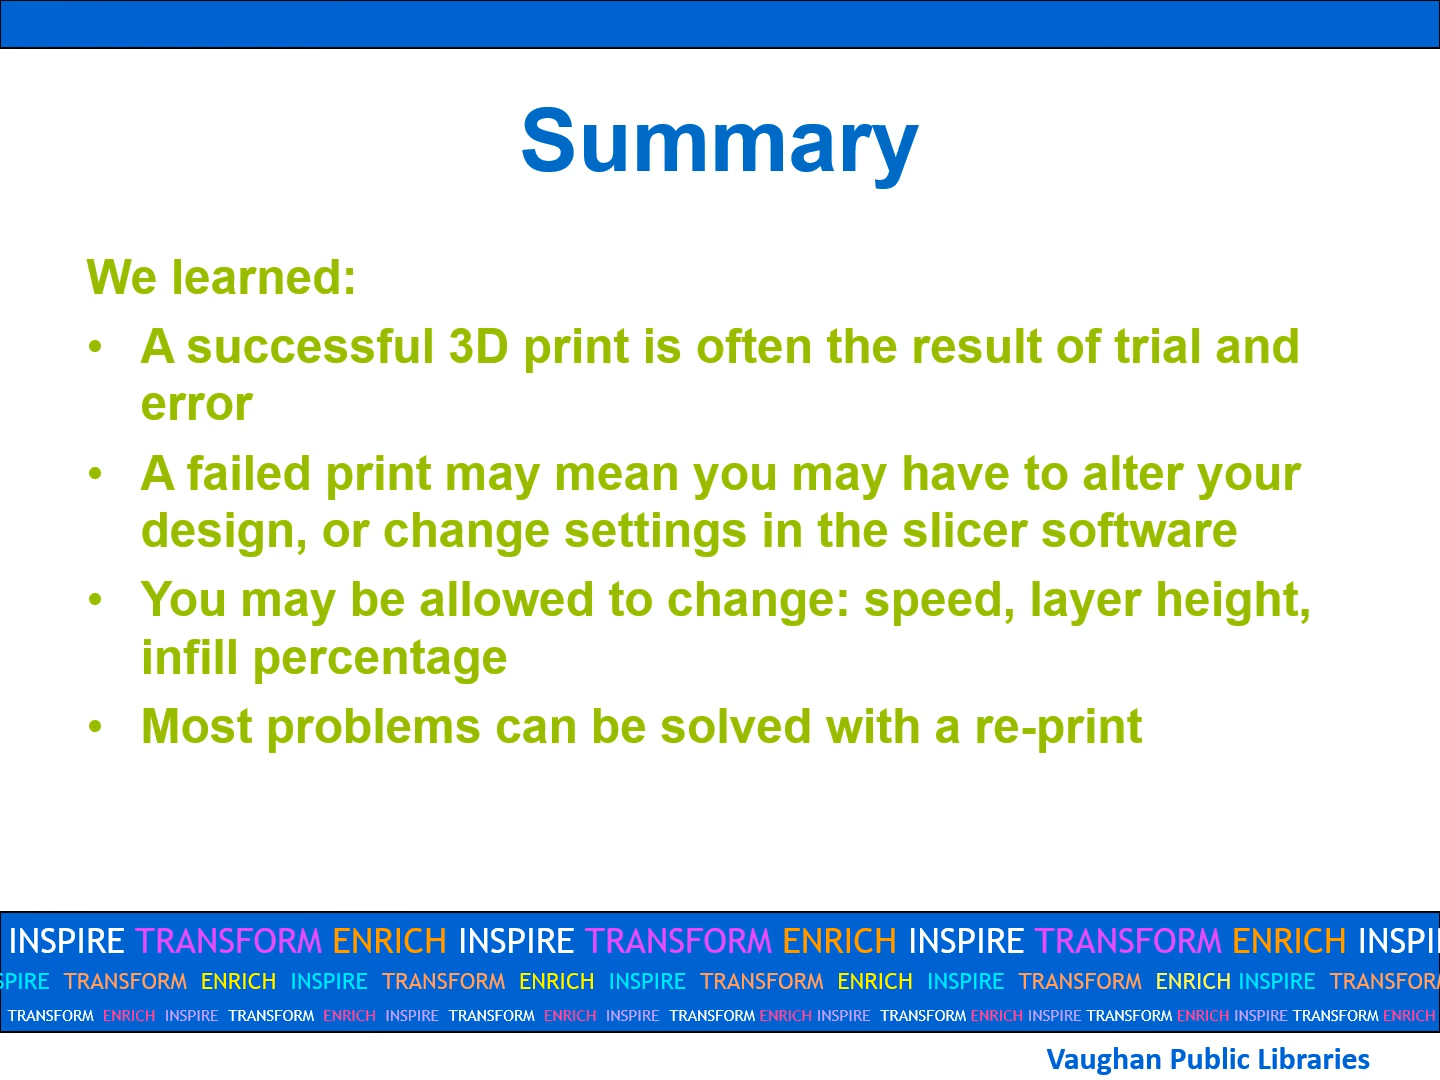 Summary
We learned:
• A successful 3D print is often the result of trial and
error
• A failed print may mean you may have to alter your
design, or change settings in the slicer software
• You may be allowed to change: speed, layer height,
infill percentage
• Most problems can be solved with a re-print
INSPIRE TRANSFORM ENRICH INSPIRE TRANSFORM ENRICH INSPIRE TRANSFORM ENRICH INSPI
SPIRE TRANSFORM ENRICH INSPIRE TRANSFORM ENRICH INSPIRE TRANSFORM ENRICH INSPIRE TRANSFORM ENRICH INSPIRE TRANSFORM
TRANSFORM ENRICH INSPIRE TRANSFORM ENRICH INSPIRE TRANSFORM ENRICH INSPIRE TRANSFORM ENRICH INSPIRE TRANSFORM ENRICH INSPIRE TRANSFORM ENRICH INSPIRE TRANSFORM ENRICH
Vaughan Public Libraries